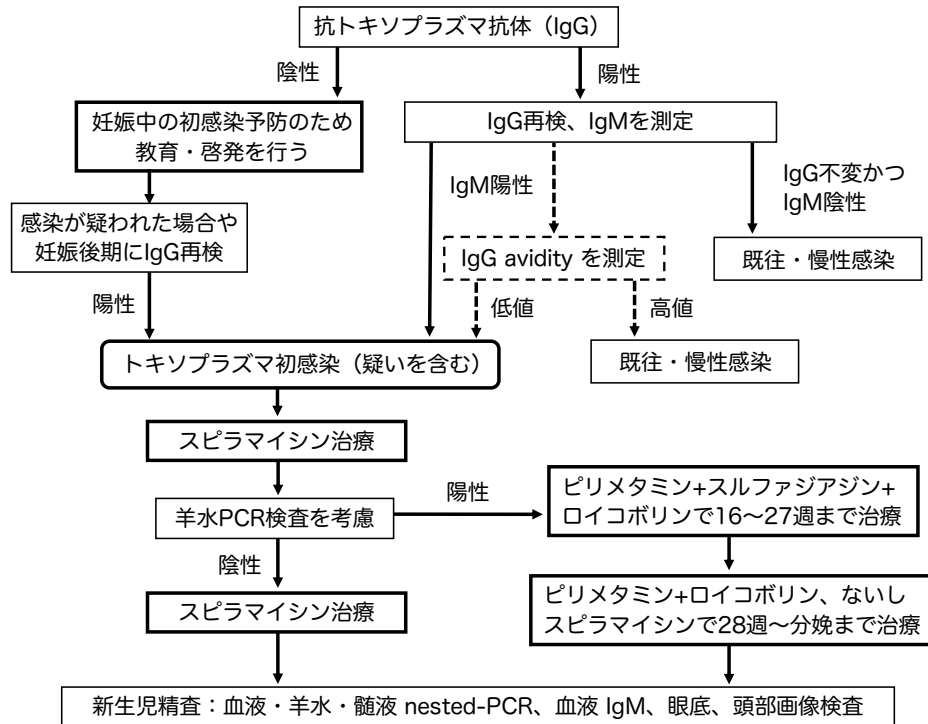 抗トキソプラズマ抗体（IgG）
陰性
陽性
妊娠中の初感染予防のため
教育・啓発を行う
IgG再検、IgMを測定
感染が疑われた場合や
妊娠後期にIgG再検
IgM陽性
IgG不変かつ
IgM陰性
IgG avidity を測定
既往・慢性感染
陽性
低値
高値
トキソプラズマ初感染（疑いを含む）
既往・慢性感染
スピラマイシン治療
羊水PCR検査を考慮
陽性
ピリメタミン+スルファジアジン+
ロイコボリンで16〜27週まで治療
陰性
スピラマイシン治療
ピリメタミン+ロイコボリン、ないし
スピラマイシンで28週〜分娩まで治療
新生児精査：血液・羊水・髄液 nested-PCR、血液 IgM、眼底、頭部画像検査